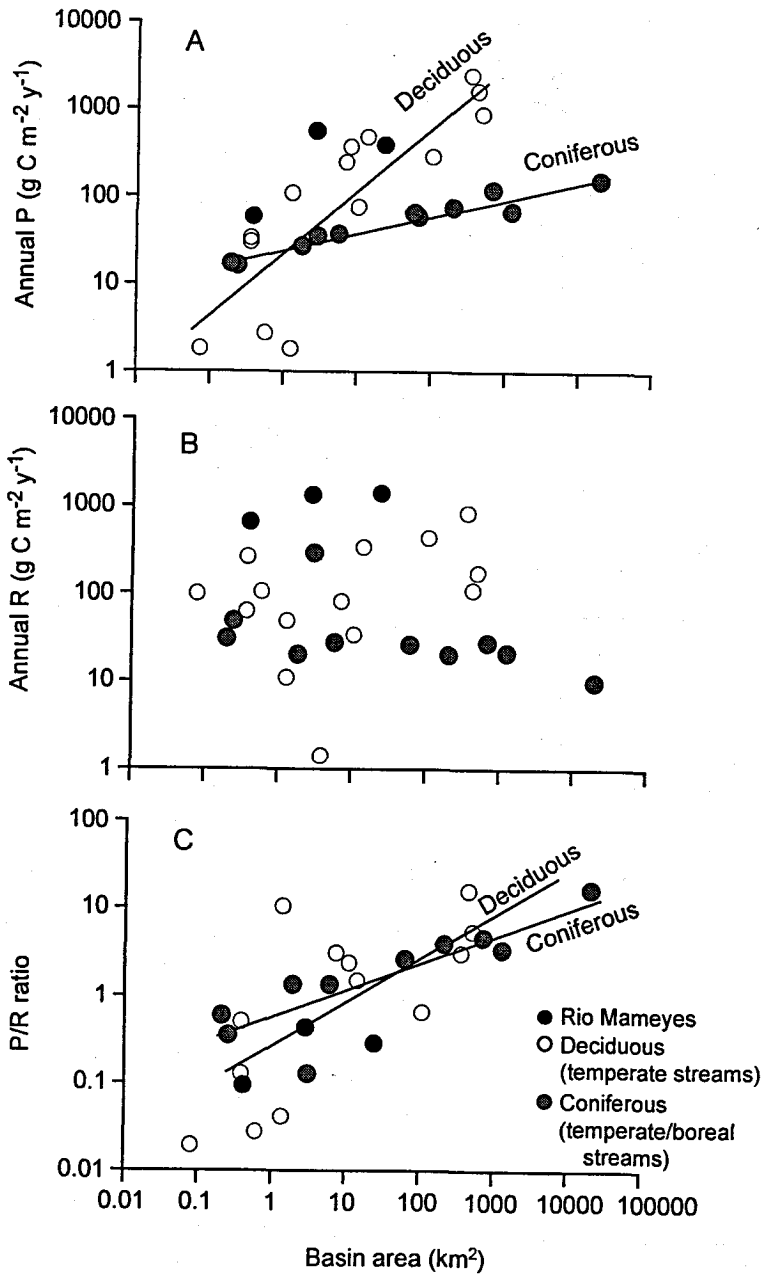 10000
1000
100
10
1
Annual P (g C m⁻² y⁻¹)
A
Deciduous
Coniferous
10000
1000
100
10
1
Annual R (g C m⁻² y⁻¹)
B
100
10
1
0.1
0.01
P/R ratio
C
Deciduous
Coniferous
Rio Mameyes
Deciduous
(temperate streams)
Coniferous
(temperate/boreal
streams)
0.01 0.1 1 10 100 1000 10000 100000
Basin area (km²)